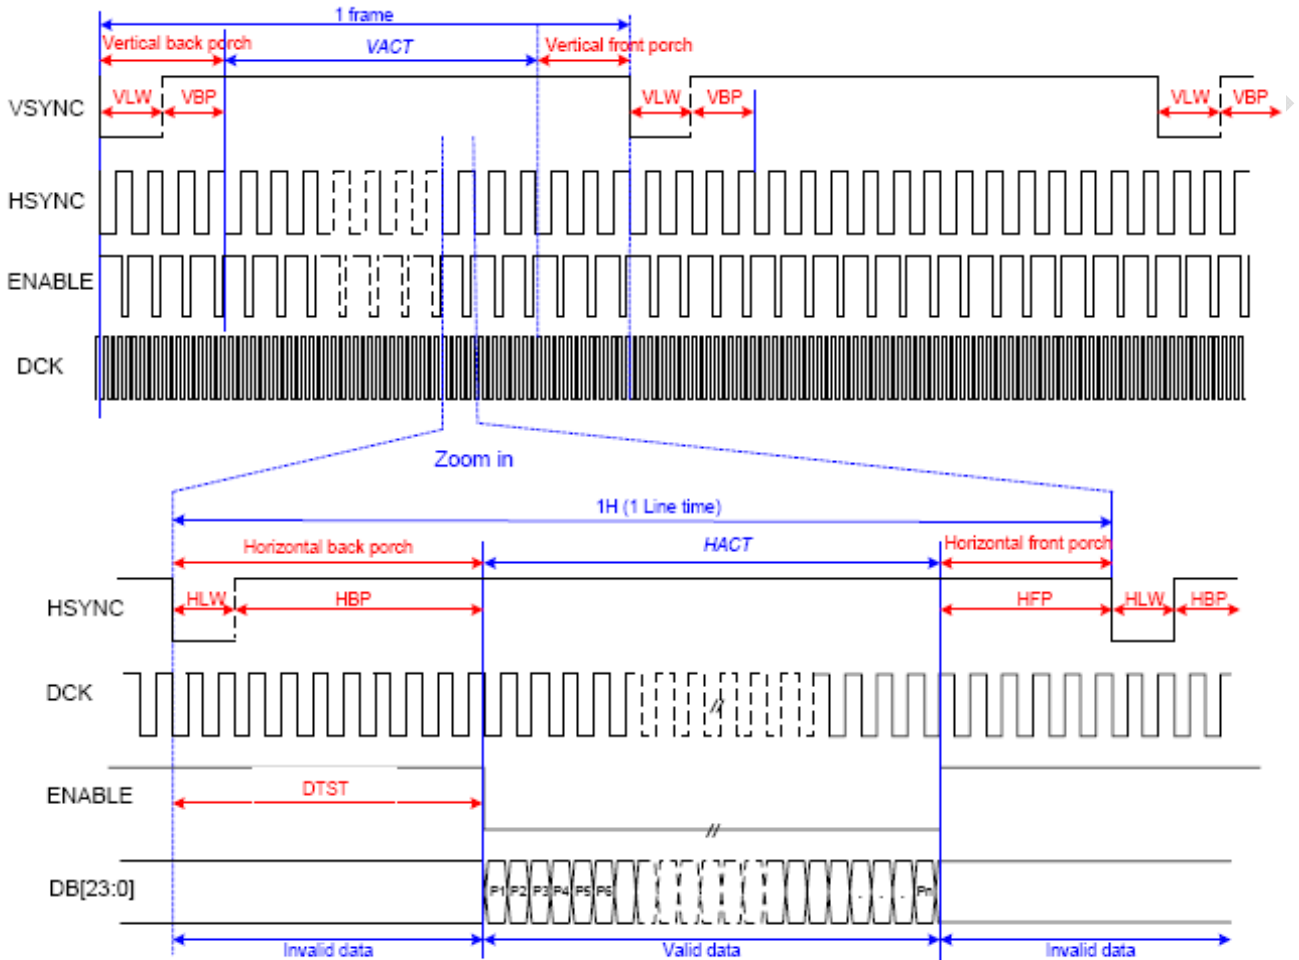 1 frame
Vertical back porch
VACT
Vertical front porch
VSYNC
VLW
VBP
VLW
VBP
VLW
VBP
HSYNC
ENABLE
DCK
Zoom in
1H (1 Line time)
Horizontal back porch
HACT
Horizontal front porch
HSYNC
HLW
HBP
HFP
HLW
HBP
DCK
//
ENABLE
DTST
//
DB[23:0]
P1 P2 P3 P4 P5 P6 . . . Pn
Invalid data
Valid data
Invalid data